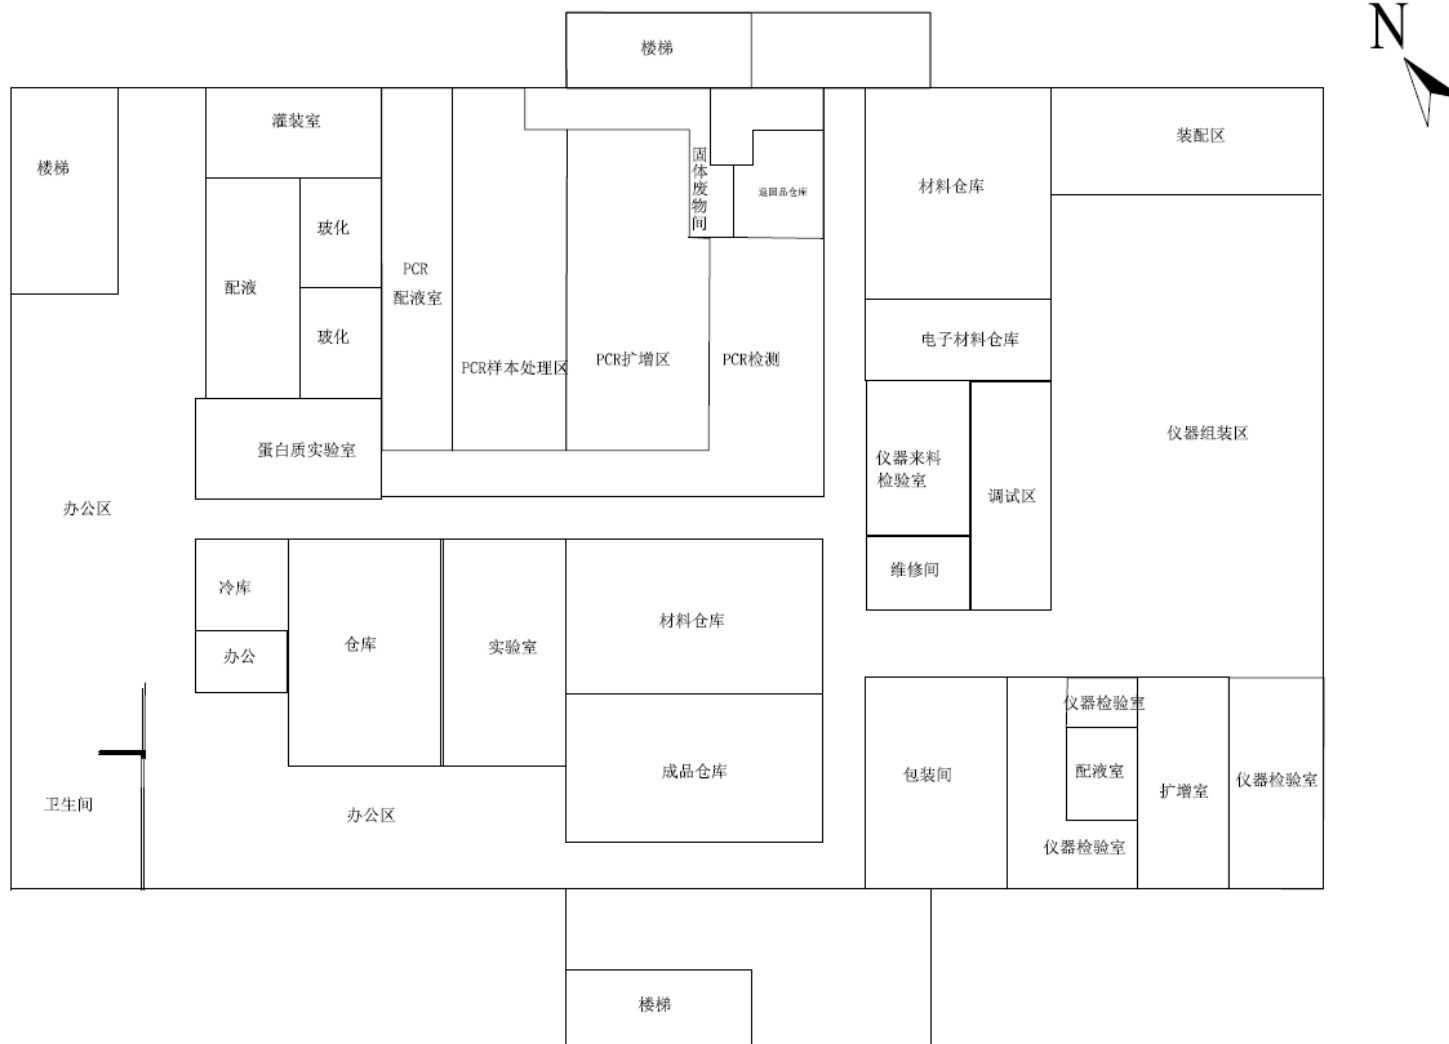 N
楼梯
楼梯
灌装室
玻化
配液
玻化
蛋白质实验室
PCR
配液室
PCR样本处理区
PCR扩增区
固体废物间
返回品仓库
PCR检测
材料仓库
装配区
电子材料仓库
仪器组装区
仪器来料
检验室
调试区
维修间
办公区
冷库
办公
仓库
实验室
材料仓库
成品仓库
卫生间
办公区
包装间
仪器检验室
配液室
仪器检验室
扩增室
仪器检验室
楼梯